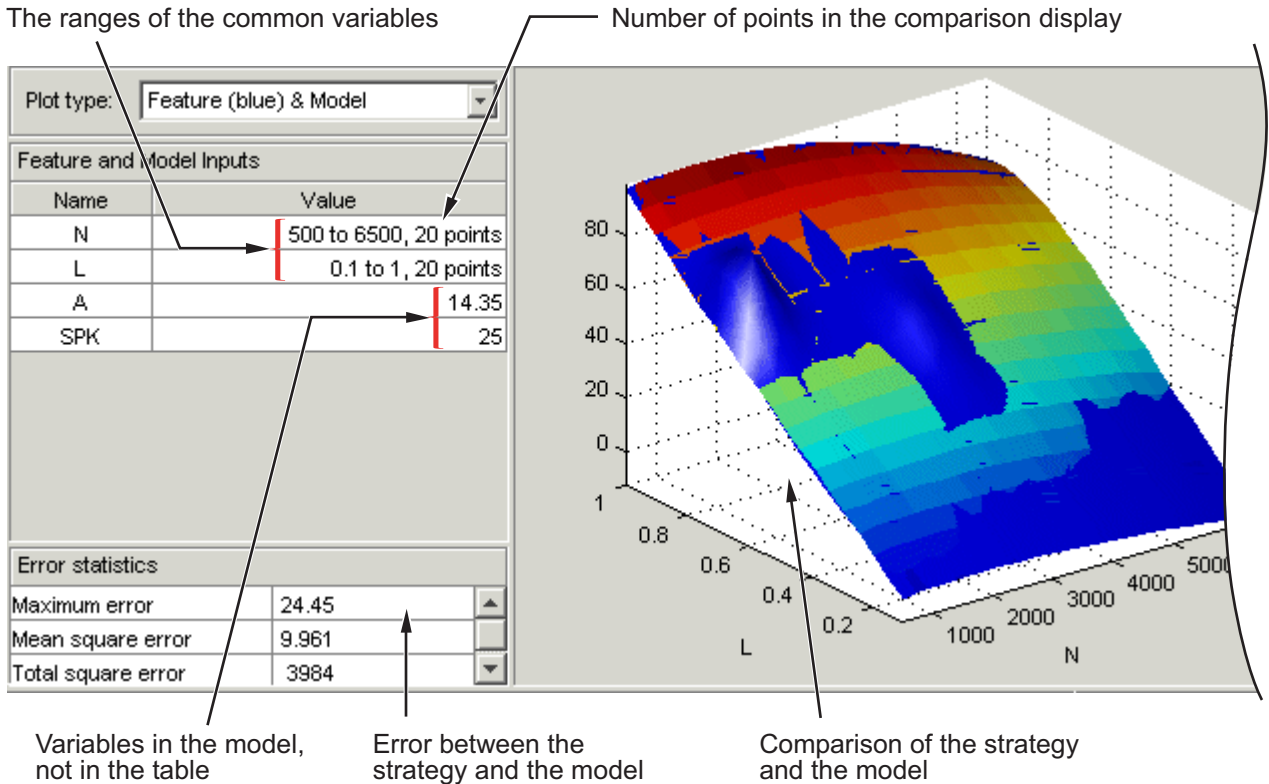 The ranges of the common variables
Number of points in the comparison display
Plot type: Feature (blue) & Model
Feature and Model Inputs
Name Value
N 500 to 6500, 20 points
L 0.1 to 1, 20 points
A 14.35
SPK 25
Error statistics
Maximum error 24.45
Mean square error 9.961
Total square error 3984
80
60
40
20
0
1
0.8
0.6
0.4
0.2
L
1000
2000
3000
4000
5000
N
Variables in the model,
not in the table
Error between the
strategy and the model
Comparison of the strategy
and the model